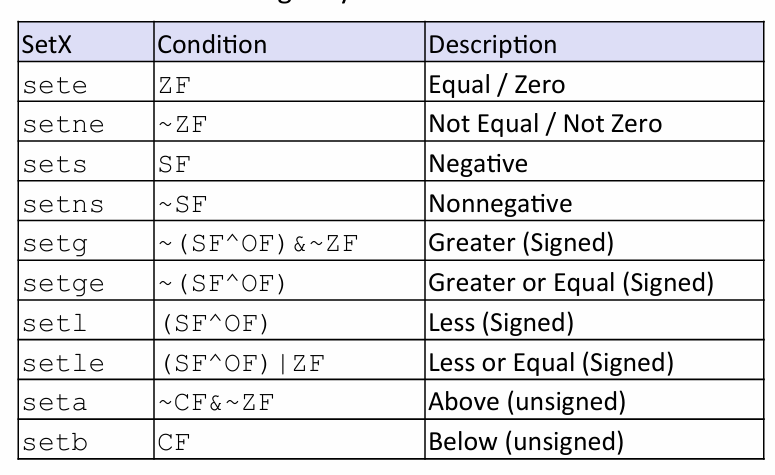 SetX Condition Description
sete ZF Equal / Zero
setne ~ZF Not Equal / Not Zero
sets SF Negative
setns ~SF Nonnegative
setg ~(SF^OF)&~ZF Greater (Signed)
setge ~(SF^OF) Greater or Equal (Signed)
setl (SF^OF) Less (Signed)
setle (SF^OF)|ZF Less or Equal (Signed)
seta ~CF&~ZF Above (unsigned)
setb CF Below (unsigned)